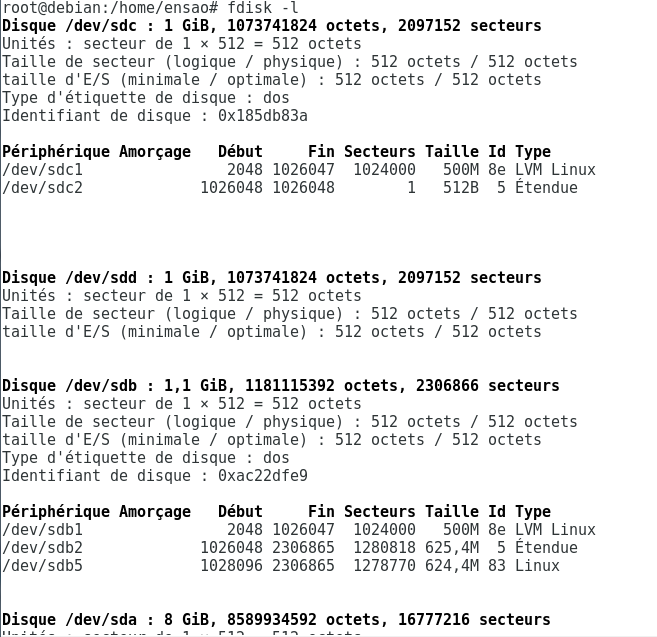 root@debian:/home/ensao# fdisk -l
Disque /dev/sdc : 1 GiB, 1073741824 octets, 2097152 secteurs
Unités : secteur de 1 × 512 = 512 octets
Taille de secteur (logique / physique) : 512 octets / 512 octets
taille d'E/S (minimale / optimale) : 512 octets / 512 octets
Type d'étiquette de disque : dos
Identifiant de disque : 0x185db83a
Périphérique Amorçage   Début     Fin Secteurs Taille Id Type
/dev/sdc1                2048 1026047  1024000   500M 8e LVM Linux
/dev/sdc2             1026048 1026048        1   512B  5 Étendue
Disque /dev/sdd : 1 GiB, 1073741824 octets, 2097152 secteurs
Unités : secteur de 1 × 512 = 512 octets
Taille de secteur (logique / physique) : 512 octets / 512 octets
taille d'E/S (minimale / optimale) : 512 octets / 512 octets
Disque /dev/sdb : 1,1 GiB, 1181115392 octets, 2306866 secteurs
Unités : secteur de 1 × 512 = 512 octets
Taille de secteur (logique / physique) : 512 octets / 512 octets
taille d'E/S (minimale / optimale) : 512 octets / 512 octets
Type d'étiquette de disque : dos
Identifiant de disque : 0xac22dfe9
Périphérique Amorçage   Début     Fin Secteurs Taille Id Type
/dev/sdb1                2048 1026047  1024000   500M 8e LVM Linux
/dev/sdb2             1026048 2306865  1280818 625,4M  5 Étendue
/dev/sdb5             1028096 2306865  1278770 624,4M 83 Linux
Disque /dev/sda : 8 GiB, 8589934592 octets, 16777216 secteurs